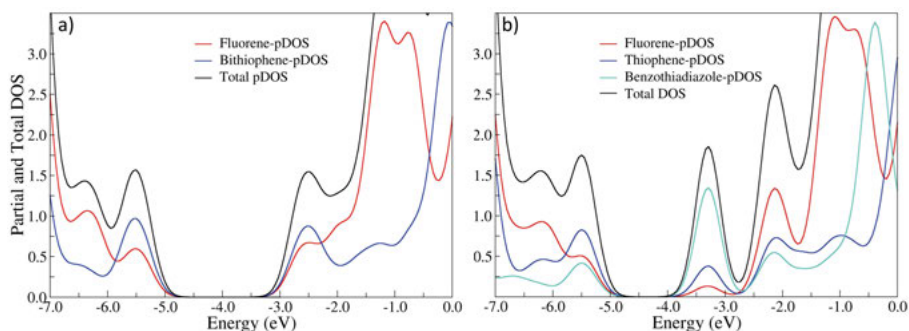 a)
Fluorene-pDOS
Bithiophene-pDOS
Total pDOS
Partial and Total DOS
3.0
2.5
2.0
1.5
1.0
0.5
0.0
-7.0 -6.0 -5.0 -4.0 -3.0 -2.0 -1.0 0.0
Energy (eV)
b)
Fluorene-pDOS
Thiophene-pDOS
Benzothiadiazole-pDOS
Total DOS
3.0
2.5
2.0
1.5
1.0
0.5
0.0
-7.0 -6.0 -5.0 -4.0 -3.0 -2.0 -1.0 0.0
Energy (eV)